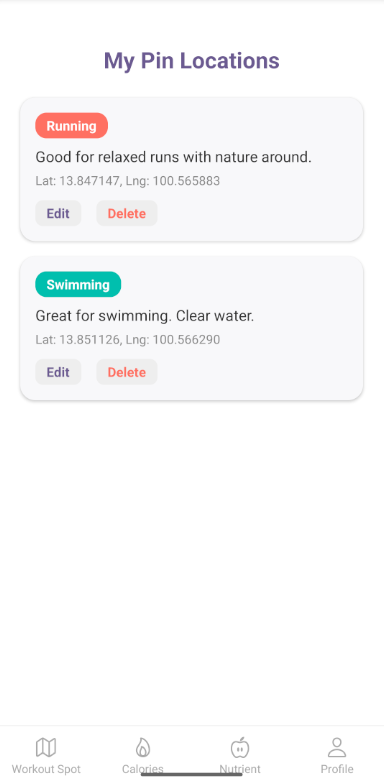 My Pin Locations
Running
Good for relaxed runs with nature around.
Lat: 13.847147, Lng: 100.565883
Edit Delete
Swimming
Great for swimming. Clear water.
Lat: 13.851126, Lng: 100.566290
Edit Delete
Workout Spot Calories Nutrient Profile